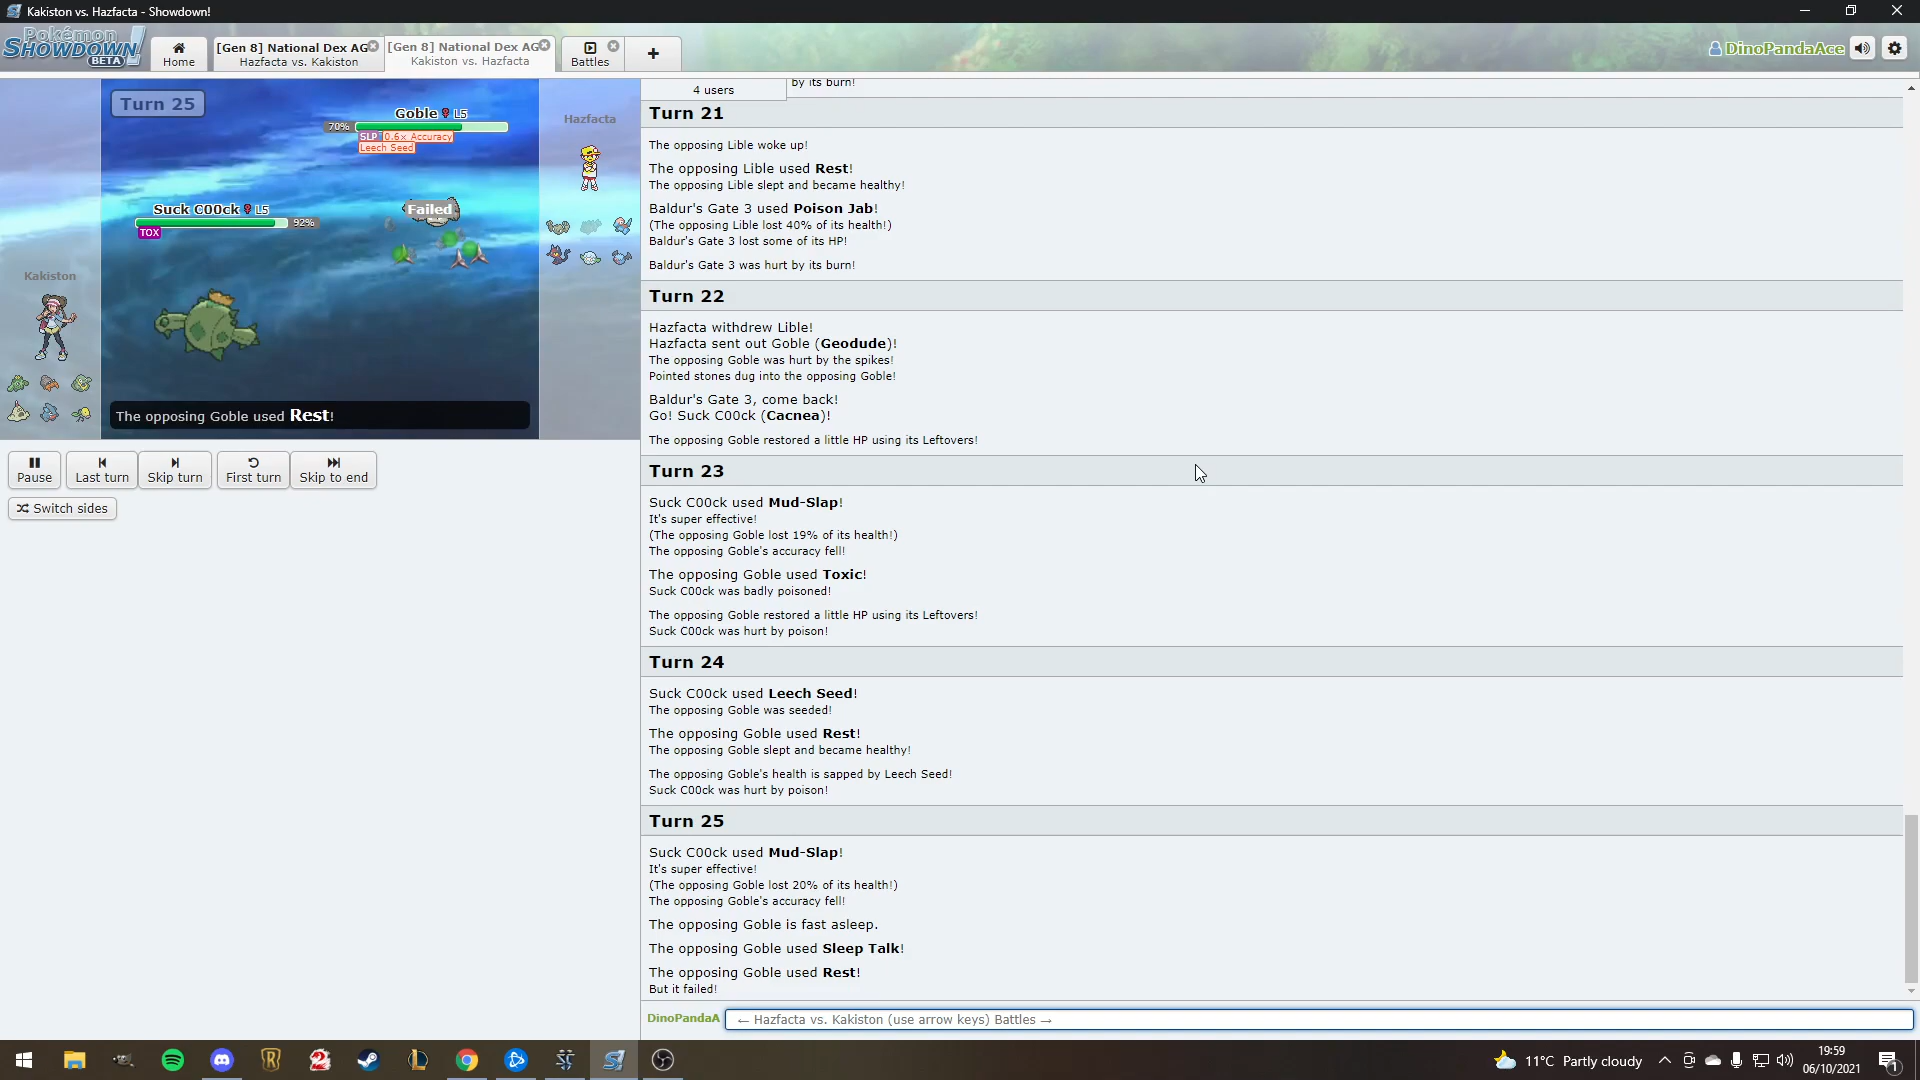 Kakiston vs. Hazfacta - Showdown!
Pokémon
SHOWDOWN!
BETA
Home
[Gen 8] National Dex AG
Hazfacta vs. Kakiston
[Gen 8] National Dex AG
Kakiston vs. Hazfacta
Battles
+
DinoPandaAce
Turn 25
Goble L5
70%
SLP 0.6× Accuracy
Leech Seed
Hazfacta
Suck C00ck L5
92%
TOX
Failed
Kakiston
The opposing Goble used Rest!
Pause
Last turn
Skip turn
First turn
Skip to end
Switch sides
4 users
by its burn!
Turn 21
The opposing Lible woke up!
The opposing Lible used Rest!
The opposing Lible slept and became healthy!
Baldur's Gate 3 used Poison Jab!
(The opposing Lible lost 40% of its health!)
Baldur's Gate 3 lost some of its HP!
Baldur's Gate 3 was hurt by its burn!
Turn 22
Hazfacta withdrew Lible!
Hazfacta sent out Goble (Geodude)!
The opposing Goble was hurt by the spikes!
Pointed stones dug into the opposing Goble!
Baldur's Gate 3, come back!
Go! Suck C00ck (Cacnea)!
The opposing Goble restored a little HP using its Leftovers!
Turn 23
Suck C00ck used Mud-Slap!
It's super effective!
(The opposing Goble lost 19% of its health!)
The opposing Goble's accuracy fell!
The opposing Goble used Toxic!
Suck C00ck was badly poisoned!
The opposing Goble restored a little HP using its Leftovers!
Suck C00ck was hurt by poison!
Turn 24
Suck C00ck used Leech Seed!
The opposing Goble was seeded!
The opposing Goble used Rest!
The opposing Goble slept and became healthy!
The opposing Goble's health is sapped by Leech Seed!
Suck C00ck was hurt by poison!
Turn 25
Suck C00ck used Mud-Slap!
It's super effective!
(The opposing Goble lost 20% of its health!)
The opposing Goble's accuracy fell!
The opposing Goble is fast asleep.
The opposing Goble used Sleep Talk!
The opposing Goble used Rest!
But it failed!
DinoPandaA
← Hazfacta vs. Kakiston (use arrow keys) Battles →
11°C Partly cloudy
19:59
06/10/2021
1